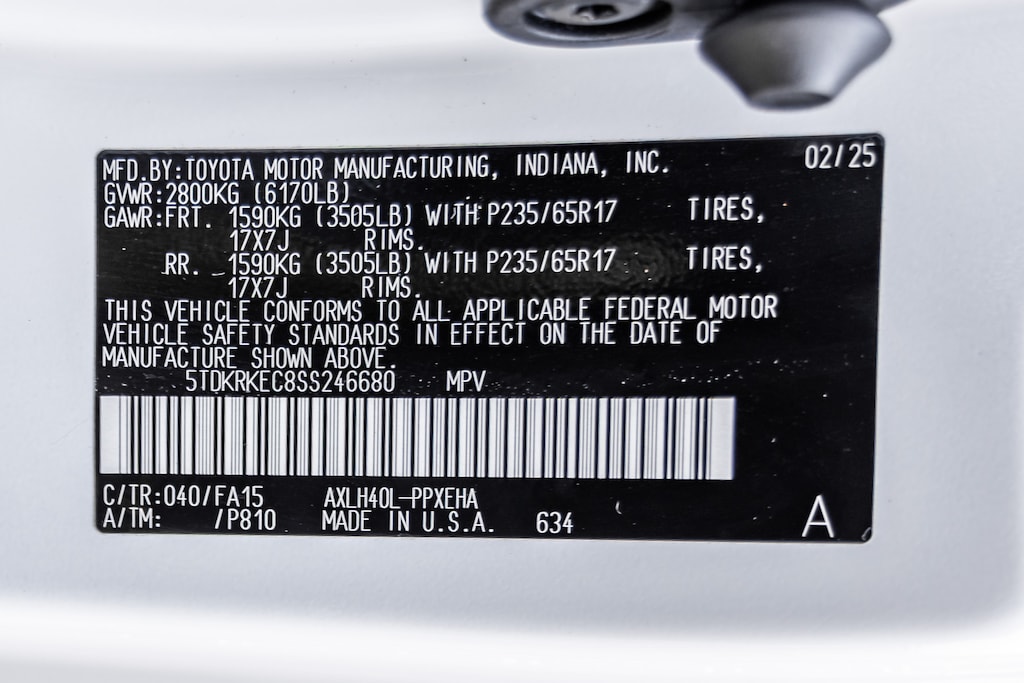 MFD.BY:TOYOTA MOTOR MANUFACTURING, INDIANA, INC. 02/25
GVWR:2800KG (6170LB)
GAWR:FRT. 1590KG (3505LB) WITH P235/65R17 TIRES,
17X7J RIMS.
RR. 1590KG (3505LB) WITH P235/65R17 TIRES,
17X7J RIMS.
THIS VEHICLE CONFORMS TO ALL APPLICABLE FEDERAL MOTOR
VEHICLE SAFETY STANDARDS IN EFFECT ON THE DATE OF
MANUFACTURE SHOWN ABOVE.
5TDKRKEC8SS246680 MPV
C/TR:040/FA15 AXLH40L-PPXEHA
A/TM: /P810 MADE IN U.S.A. 634 A